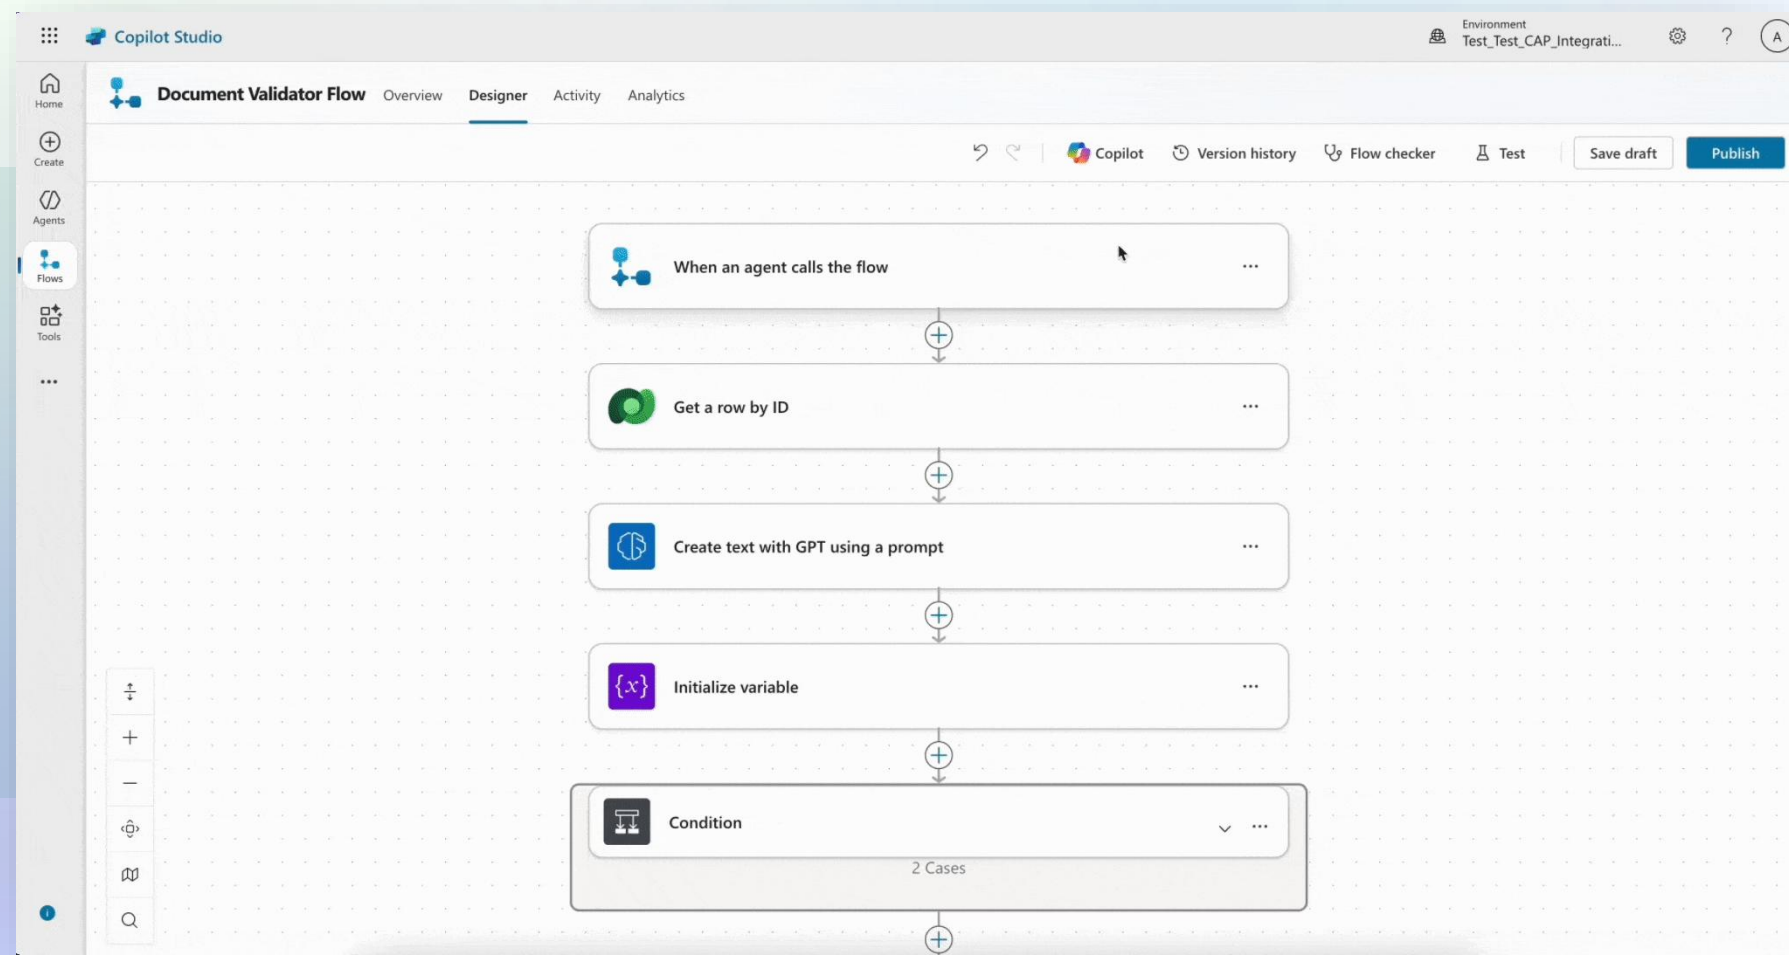 Copilot Studio
Environment
Test_Test_CAP_Integrati...
A
Home
Create
Agents
Flows
Tools
Document Validator Flow
Overview
Designer
Activity
Analytics
Copilot
Version history
Flow checker
Test
Save draft
Publish
When an agent calls the flow
Get a row by ID
Create text with GPT using a prompt
{x}
Initialize variable
Condition
2 Cases